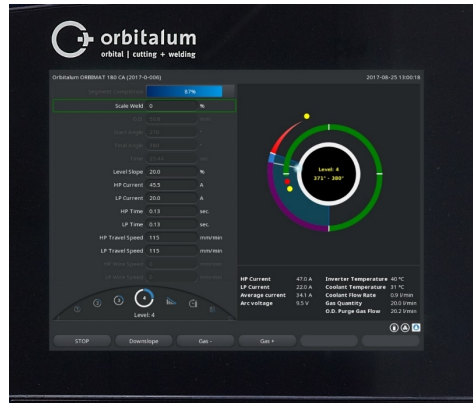 orbitalum
orbital | cutting + welding
Orbitalum ORBIMAT 180 CA (2017-0-006)
2017-08-25 13:00:18
Segment completed
87%
Scale Weld 0 %
Level Slope 20.0 %
HP Current 45.5 A
LP Current 20.0 A
HP Time 0.13 sec.
LP Time 0.13 sec.
HP Travel Speed 115 mm/min
LP Travel Speed 115 mm/min
Level: 4
371° - 380°
4
Level: 4
HP Current 47.0 A
LP Current 22.0 A
Average current 34.1 A
Arc voltage 9.5 V
Inverter Temperature 40 °C
Coolant Temperature 31 °C
Coolant Flow Rate 0.9 l/min
Gas Quantity 20.0 l/min
O.D. Purge Gas Flow 20.2 l/min
STOP
Downslope
Gas -
Gas +